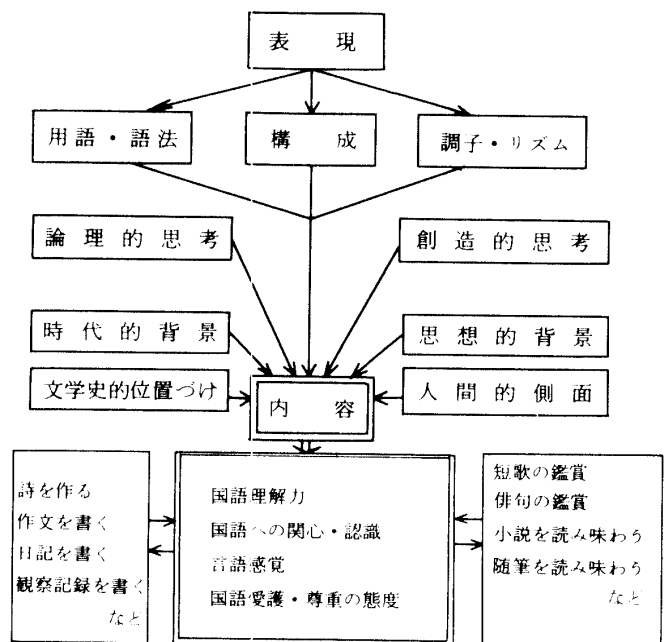 表現
用語・語法
構成
調子・リズム
論理的思考
創造的思考
時代的背景
思想的背景
文学史的位置づけ
内容
人間的側面
詩を作る
作文を書く
日記を書く
観察記録を書く
など
国語理解力
国語への関心・認識
言語感覚
国語愛護・尊重の態度
短歌の鑑賞
俳句の鑑賞
小説を読み味わう
随筆を読み味わう
など